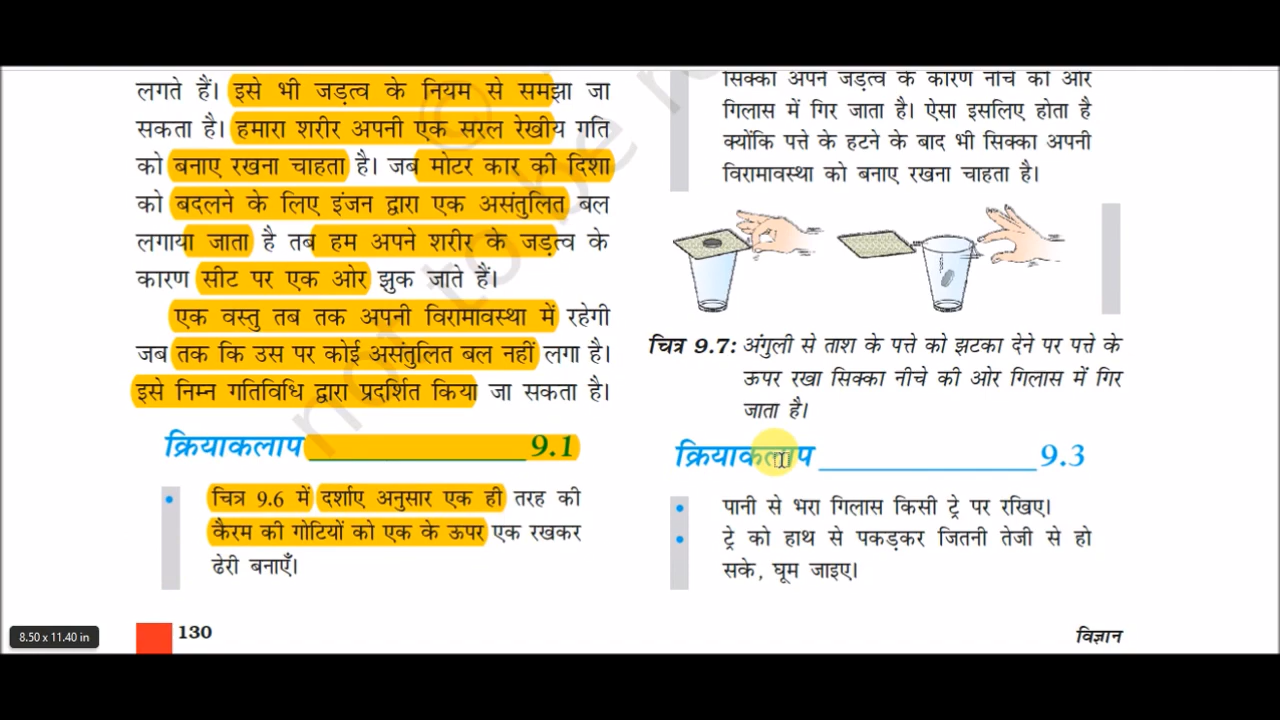 लगते हैं। इसे भी जड़त्व के नियम से समझा जा
सकता है। हमारा शरीर अपनी एक सरल रेखीय गति
को बनाए रखना चाहता है। जब मोटर कार की दिशा
को बदलने के लिए इंजन द्वारा एक असंतुलित बल
लगाया जाता है तब हम अपने शरीर के जड़त्व के
कारण सीट पर एक ओर झुक जाते हैं।
एक वस्तु तब तक अपनी विरामावस्था में रहेगी
जब तक कि उस पर कोई असंतुलित बल नहीं लगा है।
इसे निम्न गतिविधि द्वारा प्रदर्शित किया जा सकता है।
क्रियाकलाप 9.1
• चित्र 9.6 में दर्शाए अनुसार एक ही तरह की
कैरम की गोटियों को एक के ऊपर एक रखकर
ढेरी बनाएँ।
सिक्का अपने जड़त्व के कारण नीचे की ओर
गिलास में गिर जाता है। ऐसा इसलिए होता है
क्योंकि पत्ते के हटने के बाद भी सिक्का अपनी
विरामावस्था को बनाए रखना चाहता है।
चित्र 9.7: अंगुली से ताश के पत्ते को झटका देने पर पत्ते के
ऊपर रखा सिक्का नीचे की ओर गिलास में गिर
जाता है।
क्रियाकलाप 9.3
• पानी से भरा गिलास किसी ट्रे पर रखिए।
• ट्रे को हाथ से पकड़कर जितनी तेजी से हो
सके, घूम जाइए।
8.50 x 11.40 in
130
विज्ञान
©
not to be